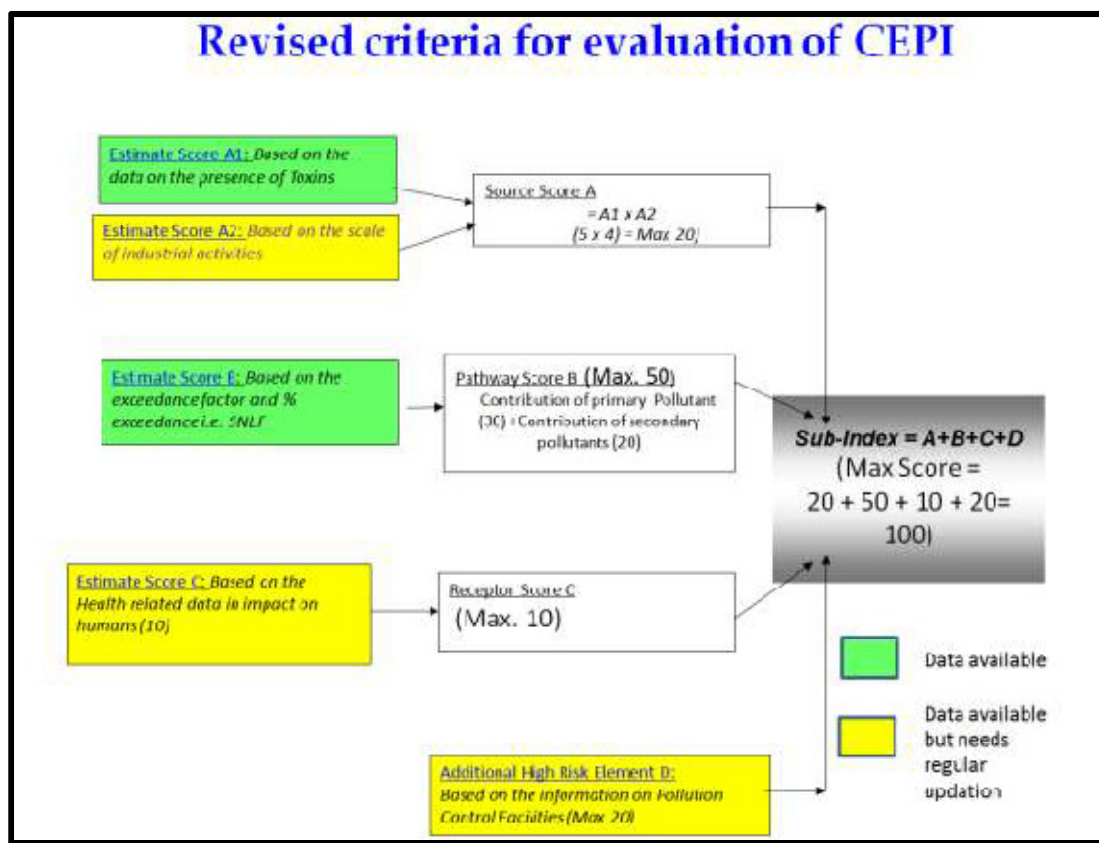 Revised criteria for evaluation of CEPI
Estimate Score A1: Based on the
data on the presence of Toxins
Estimate Score A2: Based on the scale
of industrial activities
Source Score A
= A1 x A2
(5 x 4) = Max 20)
Estimate Score B: Based on the
exceedance factor and %
exceedance i.e. SNLF
Pathway Score B (Max. 50)
Contribution of primary Pollutant
(30) + Contribution of secondary
pollutants (20)
Sub-Index = A+B+C+D
(Max Score =
20 + 50 + 10 + 20=
100)
Estimate Score C: Based on the
Health related data in impact on
humans (10)
Receptor Score C
(Max. 10)
Additional High Risk Element D:
Based on the information on Pollution
Control Facilities (Max 20)
Data available
Data available
but needs
regular
updation